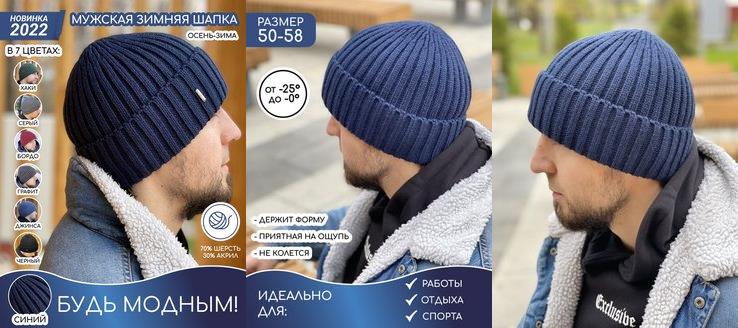 НОВИНКА
2022
МУЖСКАЯ ЗИМНЯЯ ШАПКА
ОСЕНЬ-ЗИМА
В 7 ЦВЕТАХ:
ХАКИ
СЕРЫЙ
БОРДО
ГРАФИТ
ДЖИНСА
ЧЕРНЫЙ
СИНИЙ
70% ШЕРСТЬ
30% АКРИЛ
БУДЬ МОДНЫМ!
РАЗМЕР
50-58
ОТ -25°
ДО -0°
- ДЕРЖИТ ФОРМУ
- ПРИЯТНАЯ НА ОЩУПЬ
- НЕ КОЛЕТСЯ
ИДЕАЛЬНО
ДЛЯ:
РАБОТЫ
ОТДЫХА
СПОРТА
Exclusive